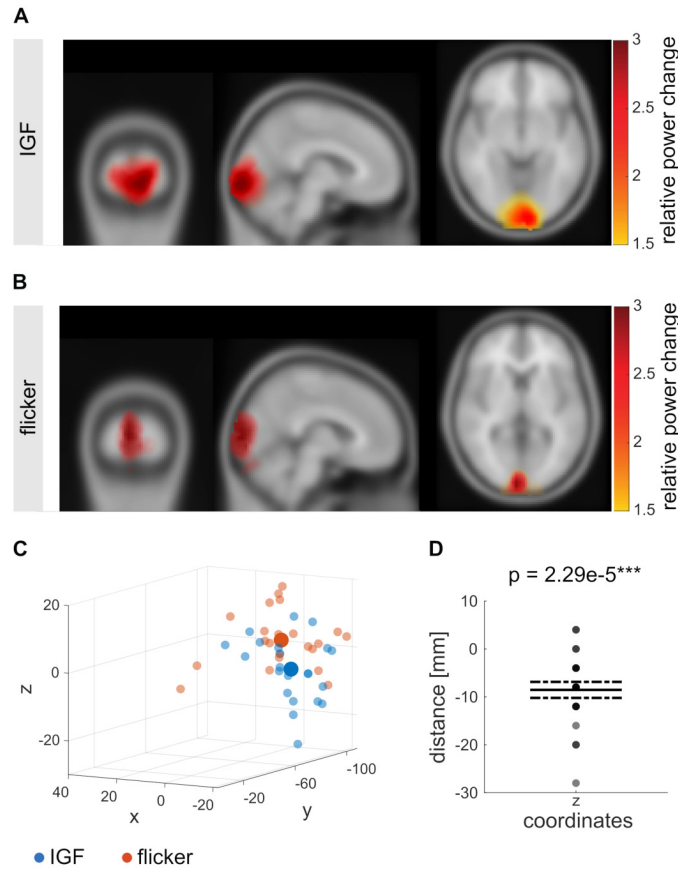 A
IGF
3
2.5
2
1.5
relative power change
B
flicker
3
2.5
2
1.5
relative power change
C
20
0
-20
z
40
20
0
-20
x
-20
-60
-100
y
IGF
flicker
D
p = 2.29e-5***
10
0
-10
-20
-30
distance [mm]
z
coordinates